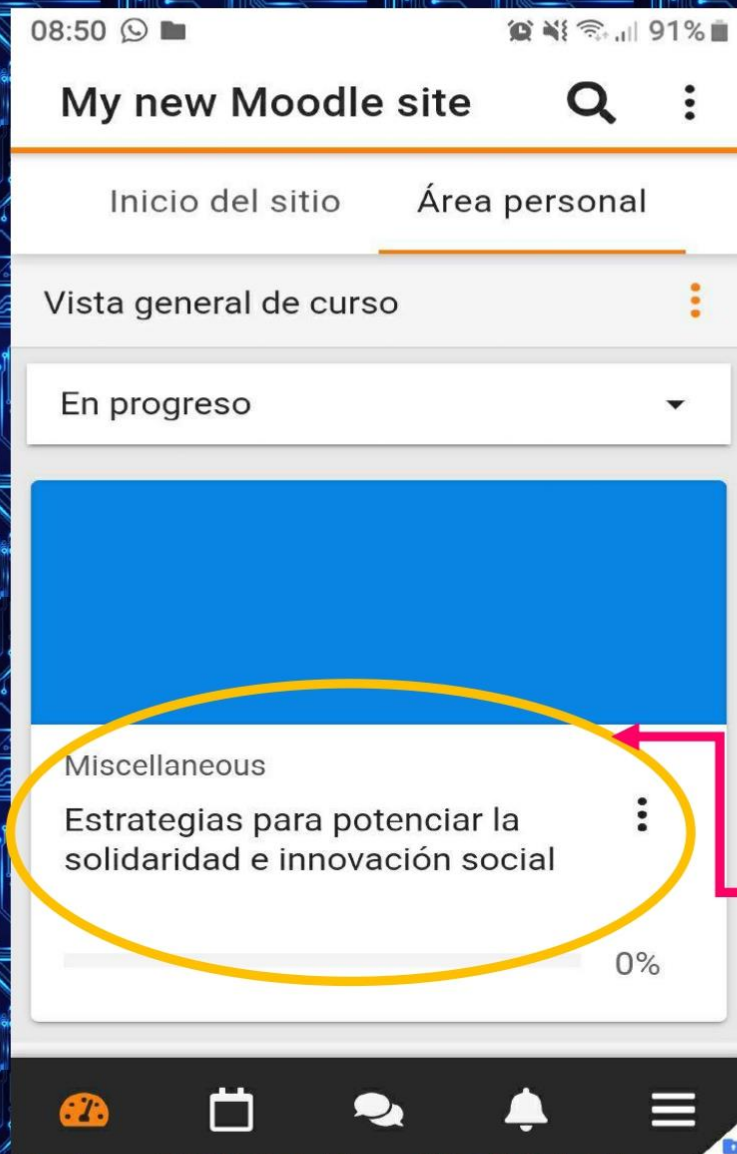 08:50 91%
My new Moodle site
Inicio del sitio Área personal
Vista general de curso
En progreso
Miscellaneous
Estrategias para potenciar la
solidaridad e innovación social
0%